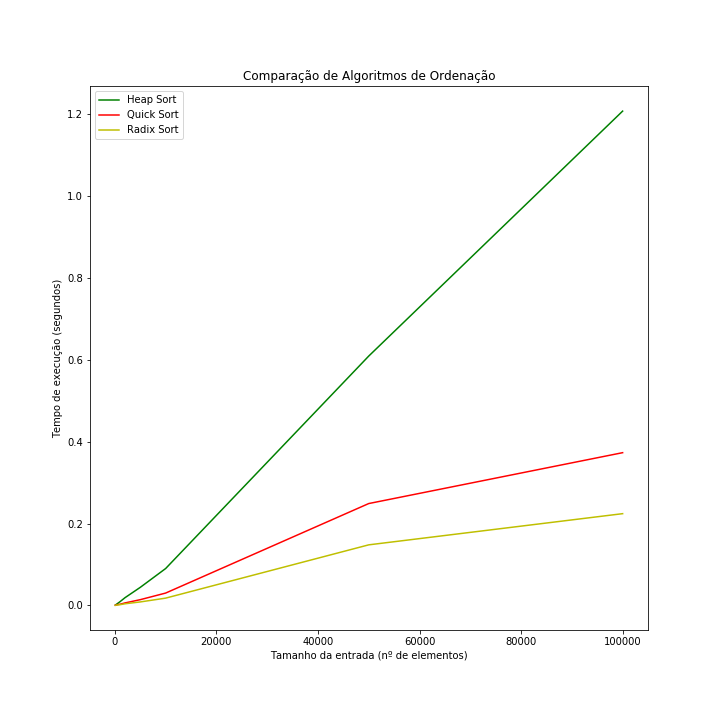 Comparação de Algoritmos de Ordenação
Heap Sort
Quick Sort
Radix Sort
1.2
1.0
0.8
0.6
0.4
0.2
0.0
Tempo de execução (segundos)
0 20000 40000 60000 80000 100000
Tamanho da entrada (nº de elementos)